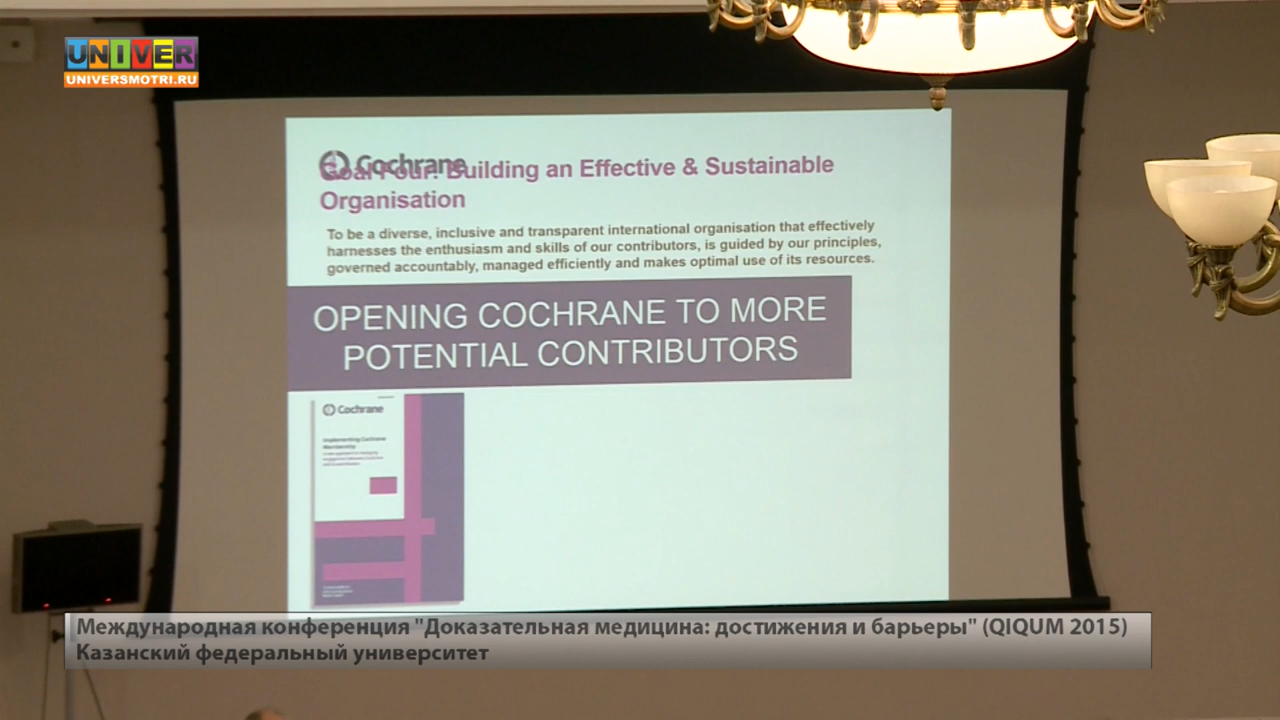 UNIVER
UNIVERSMOTRI.RU
Cochrane
Goal Four: Building an Effective & Sustainable
Organisation
To be a diverse, inclusive and transparent international organisation that effectively
harnesses the enthusiasm and skills of our contributors, is guided by our principles,
governed accountably, managed efficiently and makes optimal use of its resources.
OPENING COCHRANE TO MORE
POTENTIAL CONTRIBUTORS
Cochrane
Implementing Cochrane
Membership
Международная конференция "Доказательная медицина: достижения и барьеры" (QIQUM 2015)
Казанский федеральный университет